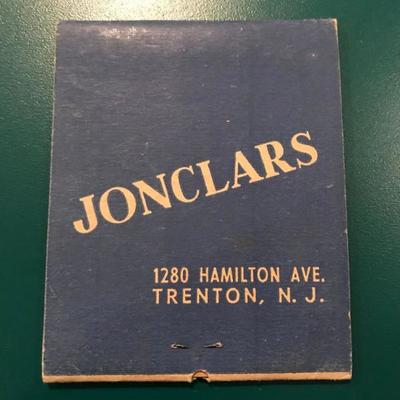 JONCLARS
1280 HAMILTON AVE.
TRENTON, N. J.